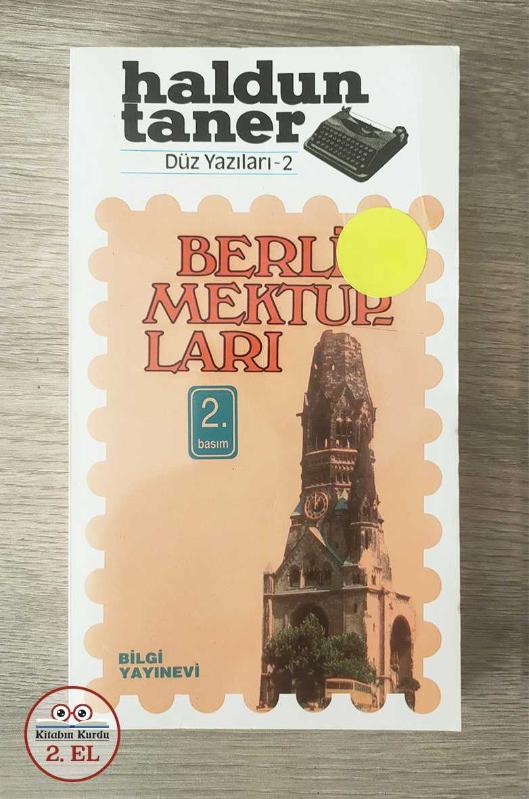 haldun
taner
Düz Yazıları-2
BERLİ
MEKTUP
LARI
2.
basım
BİLGİ
YAYINEVİ
Kitabın Kurdu
2. EL